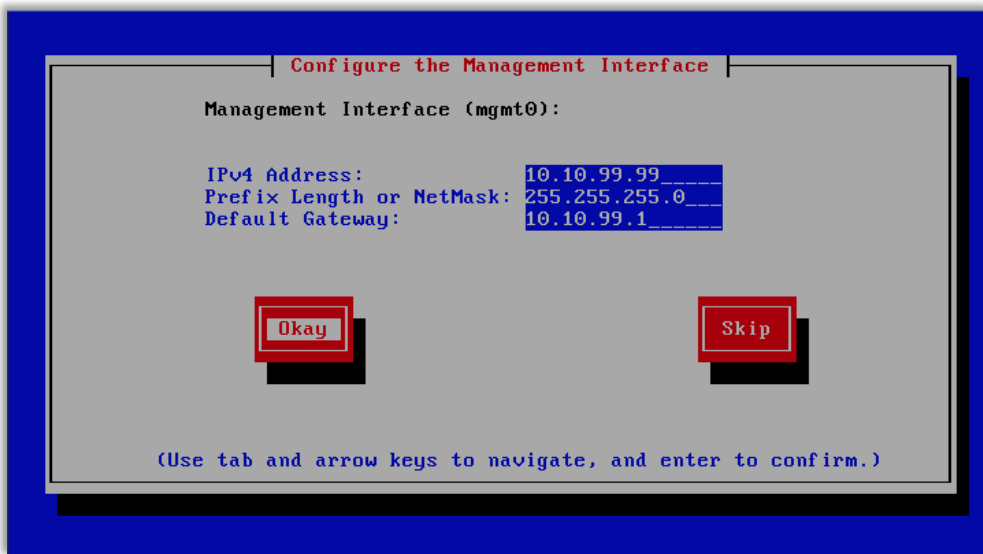 Configure the Management Interface
Management Interface (mgmt0):
IPv4 Address: 10.10.99.99_____
Prefix Length or NetMask: 255.255.255.0___
Default Gateway: 10.10.99.1______
Okay Skip
(Use tab and arrow keys to navigate, and enter to confirm.)